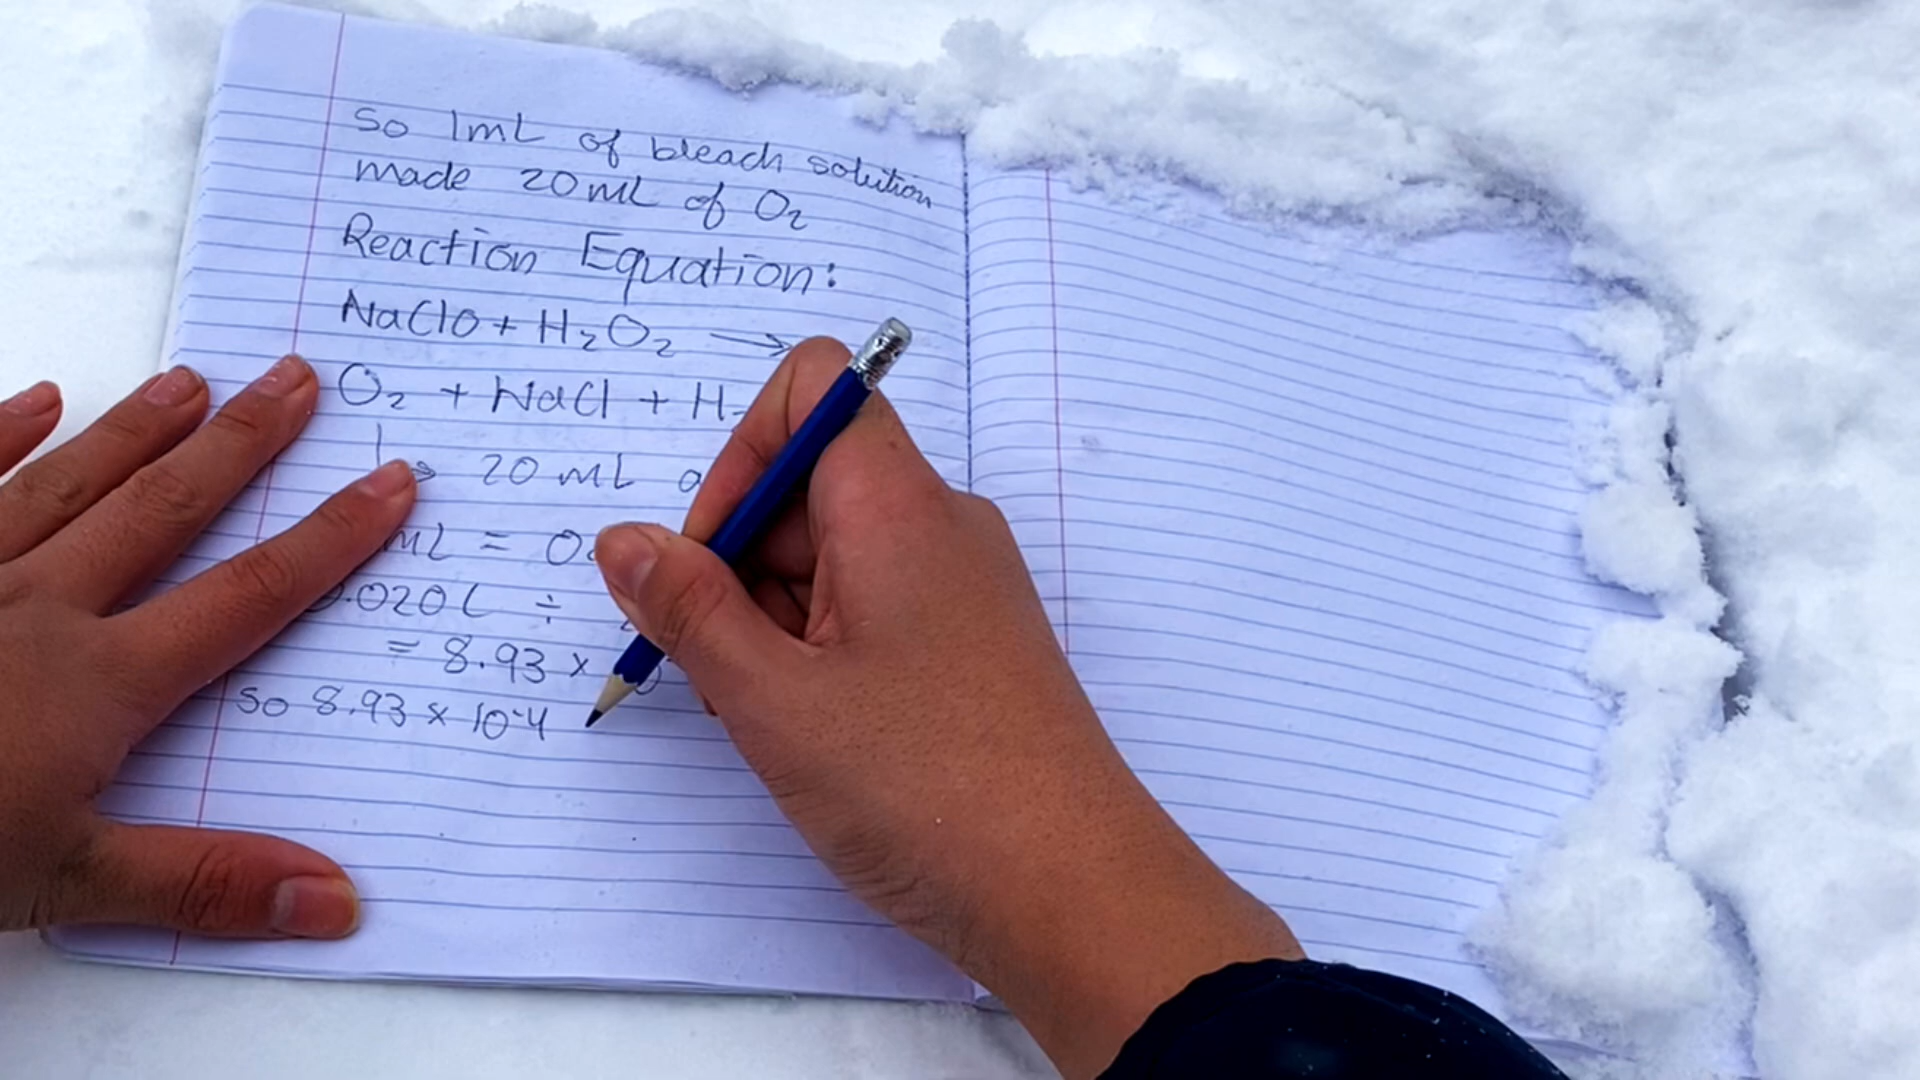 So 1mL of bleach solution
made 20mL of O₂
Reaction Equation:
NaClO + H₂O₂ →
O₂ + NaCl + H
↳ 20 mL
mL =
0.020L ÷
= 8.93 ×
So 8.93 × 10⁻⁴